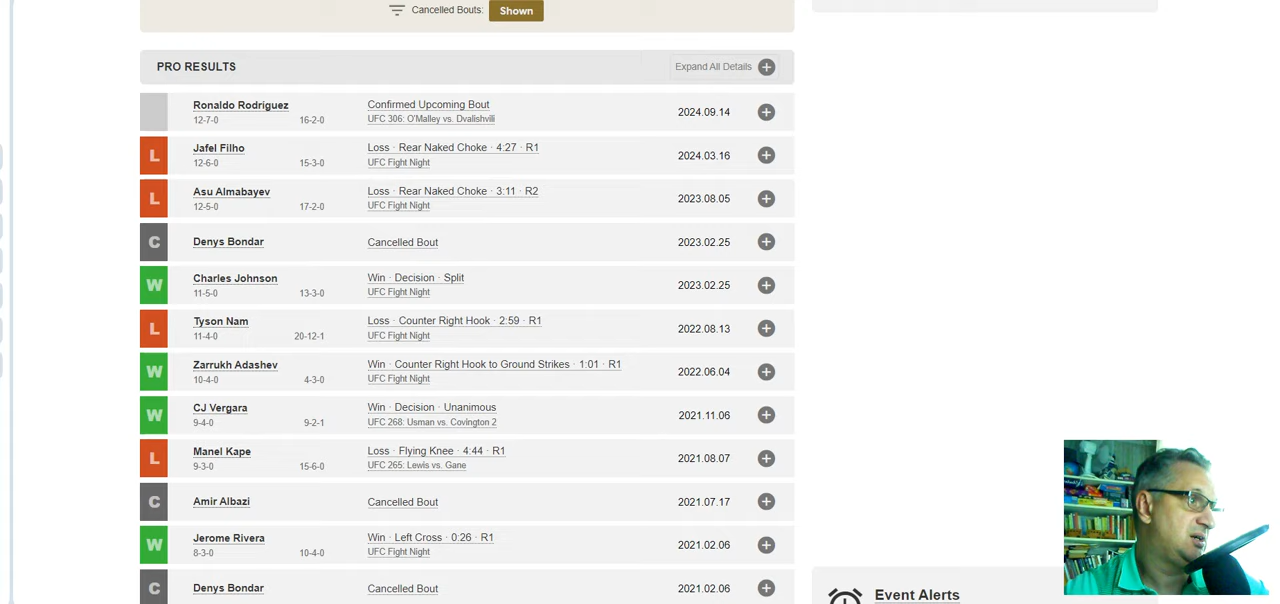 Cancelled Bouts: Shown
PRO RESULTS Expand All Details
Ronaldo Rodriguez Confirmed Upcoming Bout 2024.09.14
12-7-0 16-2-0 UFC 306: O'Malley vs. Dvalishvili
L Jafel Filho Loss · Rear Naked Choke · 4:27 · R1 2024.03.16
12-6-0 15-3-0 UFC Fight Night
L Asu Almabayev Loss · Rear Naked Choke · 3:11 · R2 2023.08.05
12-5-0 17-2-0 UFC Fight Night
C Denys Bondar Cancelled Bout 2023.02.25
W Charles Johnson Win · Decision · Split 2023.02.25
11-5-0 13-3-0 UFC Fight Night
L Tyson Nam Loss · Counter Right Hook · 2:59 · R1 2022.08.13
11-4-0 20-12-1 UFC Fight Night
W Zarrukh Adashev Win · Counter Right Hook to Ground Strikes · 1:01 · R1 2022.06.04
10-4-0 4-3-0 UFC Fight Night
W CJ Vergara Win · Decision · Unanimous 2021.11.06
9-4-0 9-2-1 UFC 268: Usman vs. Covington 2
L Manel Kape Loss · Flying Knee · 4:44 · R1 2021.08.07
9-3-0 15-6-0 UFC 265: Lewis vs. Gane
C Amir Albazi Cancelled Bout 2021.07.17
W Jerome Rivera Win · Left Cross · 0:26 · R1 2021.02.06
8-3-0 10-4-0 UFC Fight Night
C Denys Bondar Cancelled Bout 2021.02.06
Event Alerts